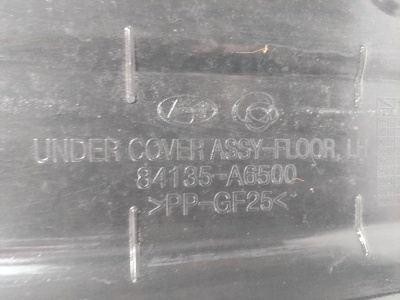 UNDER COVER ASSY-FLOOR, LH
84135-A6500
>PP-GF25<